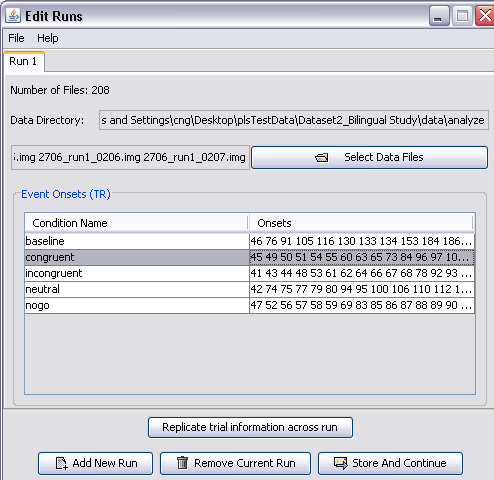 Edit Runs
File Help
Run 1
Number of Files: 208
Data Directory: s and Settings\cng\Desktop\plsTestData\Dataset2_Bilingual Study\data\analyze
.img 2706_run1_0206.img 2706_run1_0207.img Select Data Files
Event Onsets (TR)
Condition Name Onsets
baseline 46 76 91 105 116 130 133 134 153 184 186...
congruent 45 49 50 51 54 55 60 63 65 73 84 96 97 10...
incongruent 41 43 44 48 53 61 62 64 66 67 68 78 92 93 ...
neutral 42 74 75 77 79 80 94 95 100 106 110 112 1...
nogo 47 52 56 57 58 59 69 83 85 86 87 88 89 90 ...
Replicate trial information across run
Add New Run Remove Current Run Store And Continue